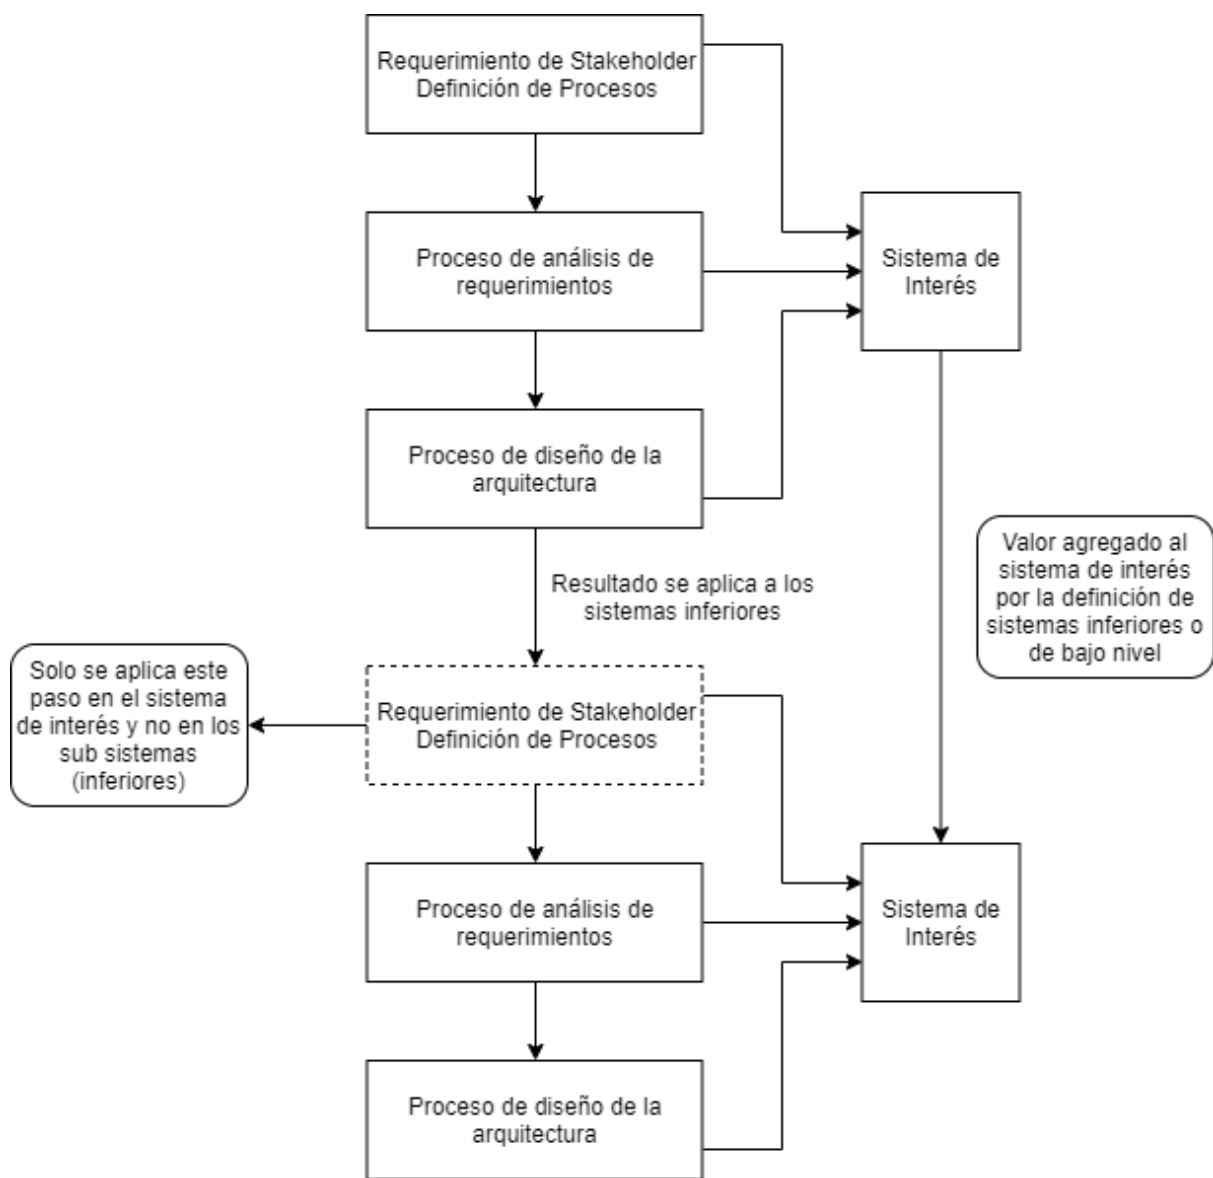 Requerimiento de Stakeholder
Definición de Procesos
Proceso de análisis de
requerimientos
Sistema de
Interés
Proceso de diseño de la
arquitectura
Resultado se aplica a los
sistemas inferiores
Valor agregado al
sistema de interés
por la definición de
sistemas inferiores o
de bajo nivel
Solo se aplica este
paso en el sistema
de interés y no en los
sub sistemas
(inferiores)
Requerimiento de Stakeholder
Definición de Procesos
Proceso de análisis de
requerimientos
Sistema de
Interés
Proceso de diseño de la
arquitectura